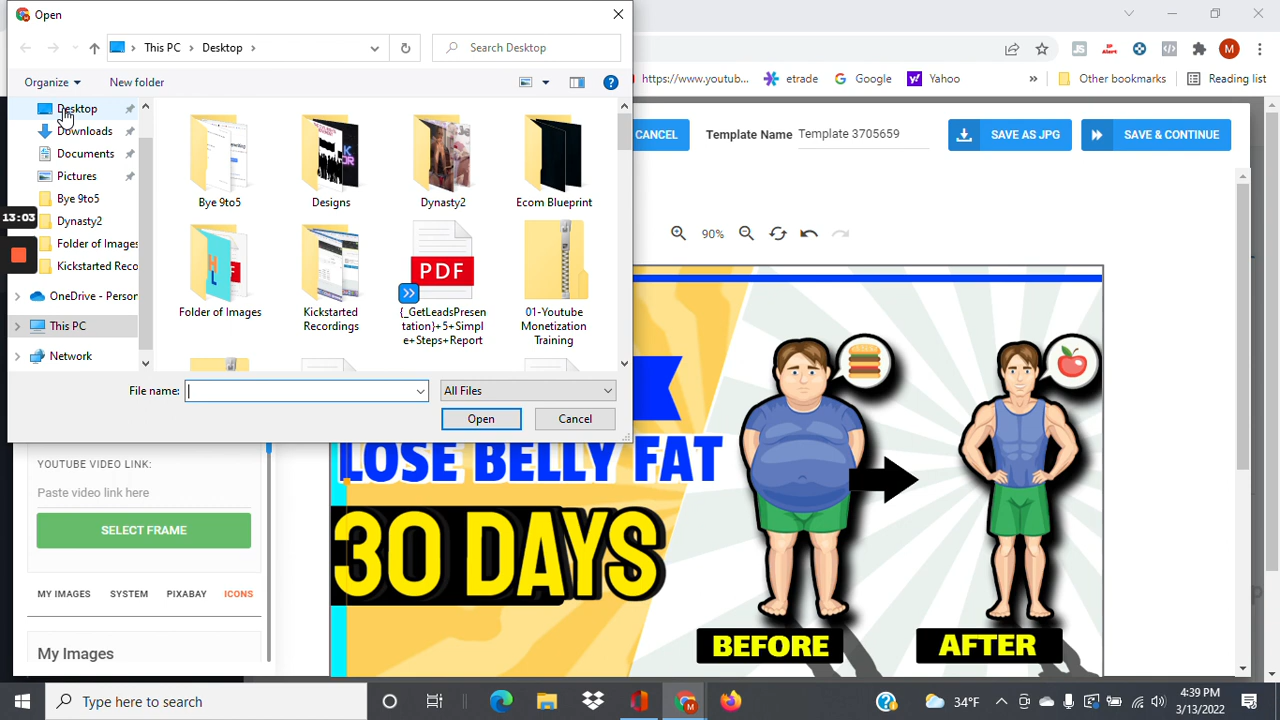 Open
This PC
Desktop
Search Desktop
Organize
New folder
https://www.youtub...
etrade
Google
Yahoo
Other bookmarks
Reading list
Desktop
Downloads
Documents
Pictures
Bye 9to5
Dynasty2
Folder of Images
Kickstarted Reco
OneDrive - Person
This PC
Network
13:03
Bye 9to5
Designs
Dynasty2
Ecom Blueprint
Folder of Images
Kickstarted
Recordings
PDF
{_GetLeadsPresen
tation}+5+Simpl
e+Steps+Report
01-Youtube
Monetization
Training
File name:
All Files
Open
Cancel
CANCEL
Template Name
Template 3705659
SAVE AS JPG
SAVE & CONTINUE
90%
LOSE BELLY FAT
30 DAYS
BEFORE
AFTER
YOUTUBE VIDEO LINK:
Paste video link here
SELECT FRAME
MY IMAGES
SYSTEM
PIXABAY
ICONS
My Images
Type here to search
34°F
4:39 PM
3/13/2022